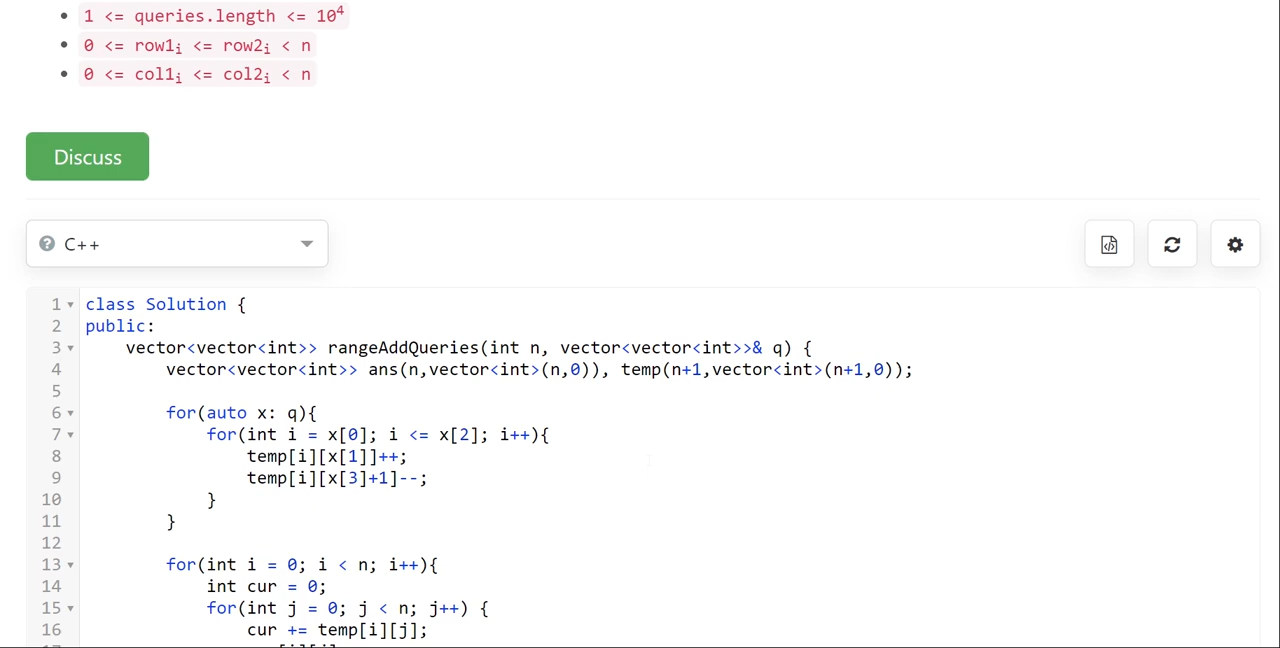 1 <= queries.length <= 10⁴
0 <= row1ᵢ <= row2ᵢ < n
0 <= col1ᵢ <= col2ᵢ < n
Discuss
C++
1 class Solution {
2 public:
3 vector<vector<int>> rangeAddQueries(int n, vector<vector<int>>& q) {
4 vector<vector<int>> ans(n,vector<int>(n,0)), temp(n+1,vector<int>(n+1,0));
5
6 for(auto x: q){
7 for(int i = x[0]; i <= x[2]; i++){
8 temp[i][x[1]]++;
9 temp[i][x[3]+1]--;
10 }
11 }
12
13 for(int i = 0; i < n; i++){
14 int cur = 0;
15 for(int j = 0; j < n; j++) {
16 cur += temp[i][j];